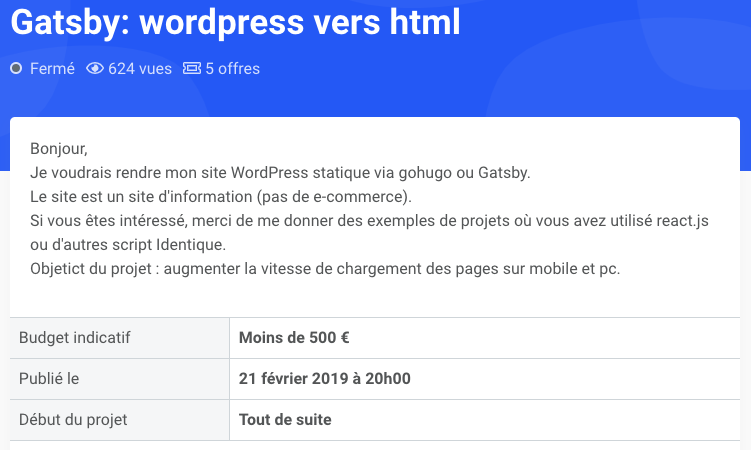 Gatsby: wordpress vers html
Fermé 624 vues 5 offres
Bonjour,
Je voudrais rendre mon site WordPress statique via gohugo ou Gatsby.
Le site est un site d'information (pas de e-commerce).
Si vous êtes intéressé, merci de me donner des exemples de projets où vous avez utilisé react.js
ou d'autres script Identique.
Objetict du projet : augmenter la vitesse de chargement des pages sur mobile et pc.
Budget indicatif Moins de 500 €
Publié le 21 février 2019 à 20h00
Début du projet Tout de suite